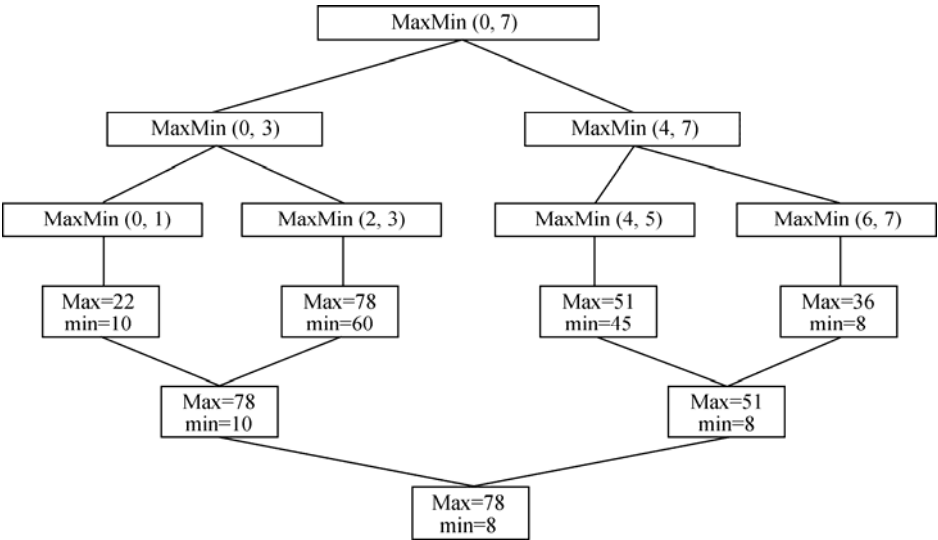 MaxMin (0, 7)
MaxMin (0, 3)
MaxMin (4, 7)
MaxMin (0, 1)
MaxMin (2, 3)
MaxMin (4, 5)
MaxMin (6, 7)
Max=22
min=10
Max=78
min=60
Max=51
min=45
Max=36
min=8
Max=78
min=10
Max=51
min=8
Max=78
min=8